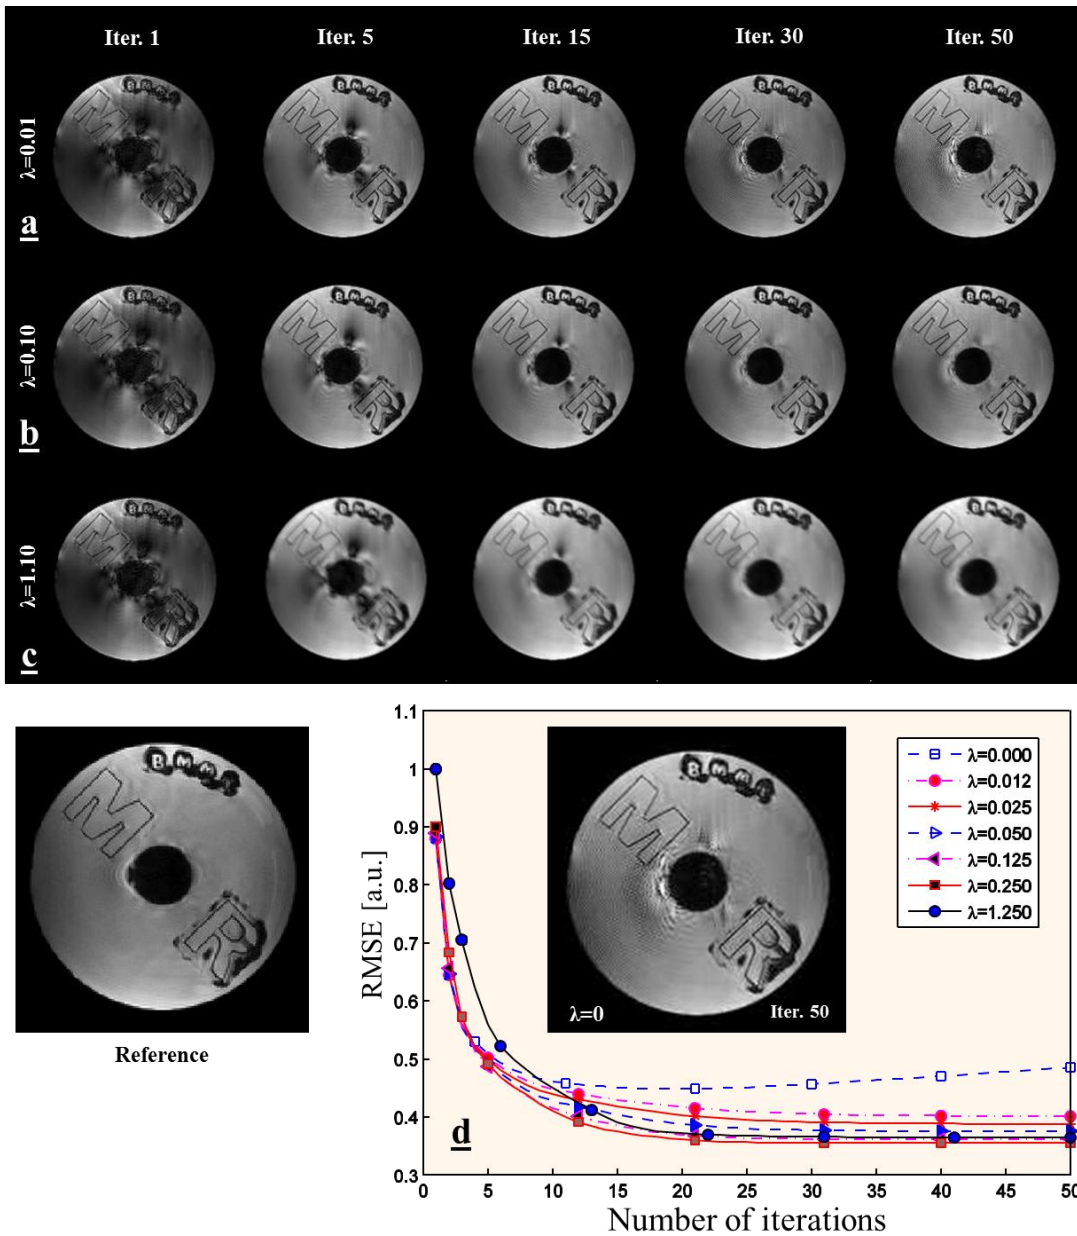 Iter. 1 Iter. 5 Iter. 15 Iter. 30 Iter. 50
λ=0.01
a
λ=0.10
b
λ=1.10
c
M
R
Reference
RMSE [a.u.]
1.1
1
0.9
0.8
0.7
0.6
0.5
0.4
0.3
λ=0 Iter. 50
λ=0.000
λ=0.012
λ=0.025
λ=0.050
λ=0.125
λ=0.250
λ=1.250
d
0 5 10 15 20 25 30 35 40 45 50
Number of iterations